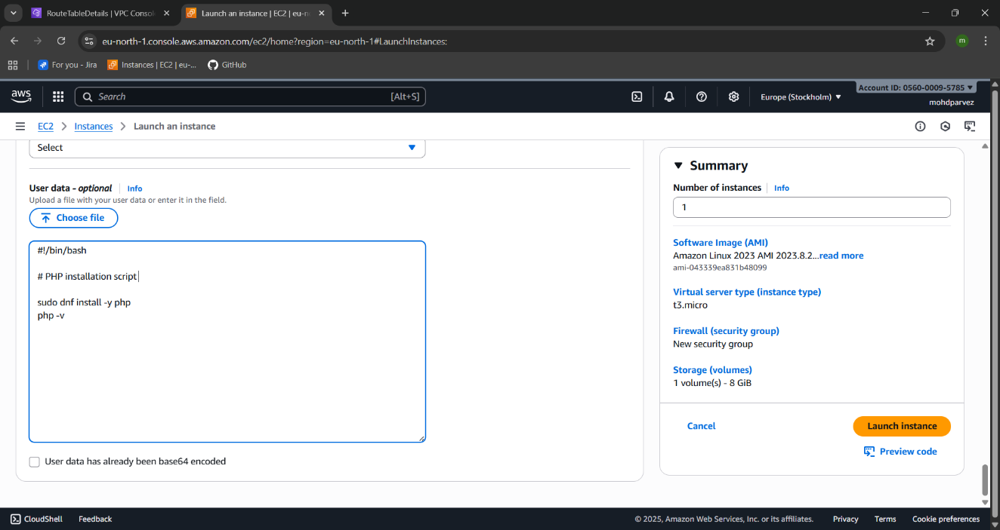 RouteTableDetails | VPC Consol
Launch an instance | EC2 | eu-no
eu-north-1.console.aws.amazon.com/ec2/home?region=eu-north-1#LaunchInstances:
m
For you - Jira
Instances | EC2 | eu-...
GitHub
aws
Search
[Alt+S]
Europe (Stockholm)
Account ID: 0560-0009-5785
mohdparvez
EC2
Instances
Launch an instance
Select
User data - optional
Info
Upload a file with your user data or enter it in the field.
Choose file
#!/bin/bash
# PHP installation script
sudo dnf install -y php
php -v
User data has already been base64 encoded
Summary
Number of instances
Info
1
Software Image (AMI)
Amazon Linux 2023 AMI 2023.8.2...read more
ami-043339ea831b48099
Virtual server type (instance type)
t3.micro
Firewall (security group)
New security group
Storage (volumes)
1 volume(s) - 8 GiB
Cancel
Launch instance
Preview code
CloudShell
Feedback
© 2025, Amazon Web Services, Inc. or its affiliates.
Privacy
Terms
Cookie preferences